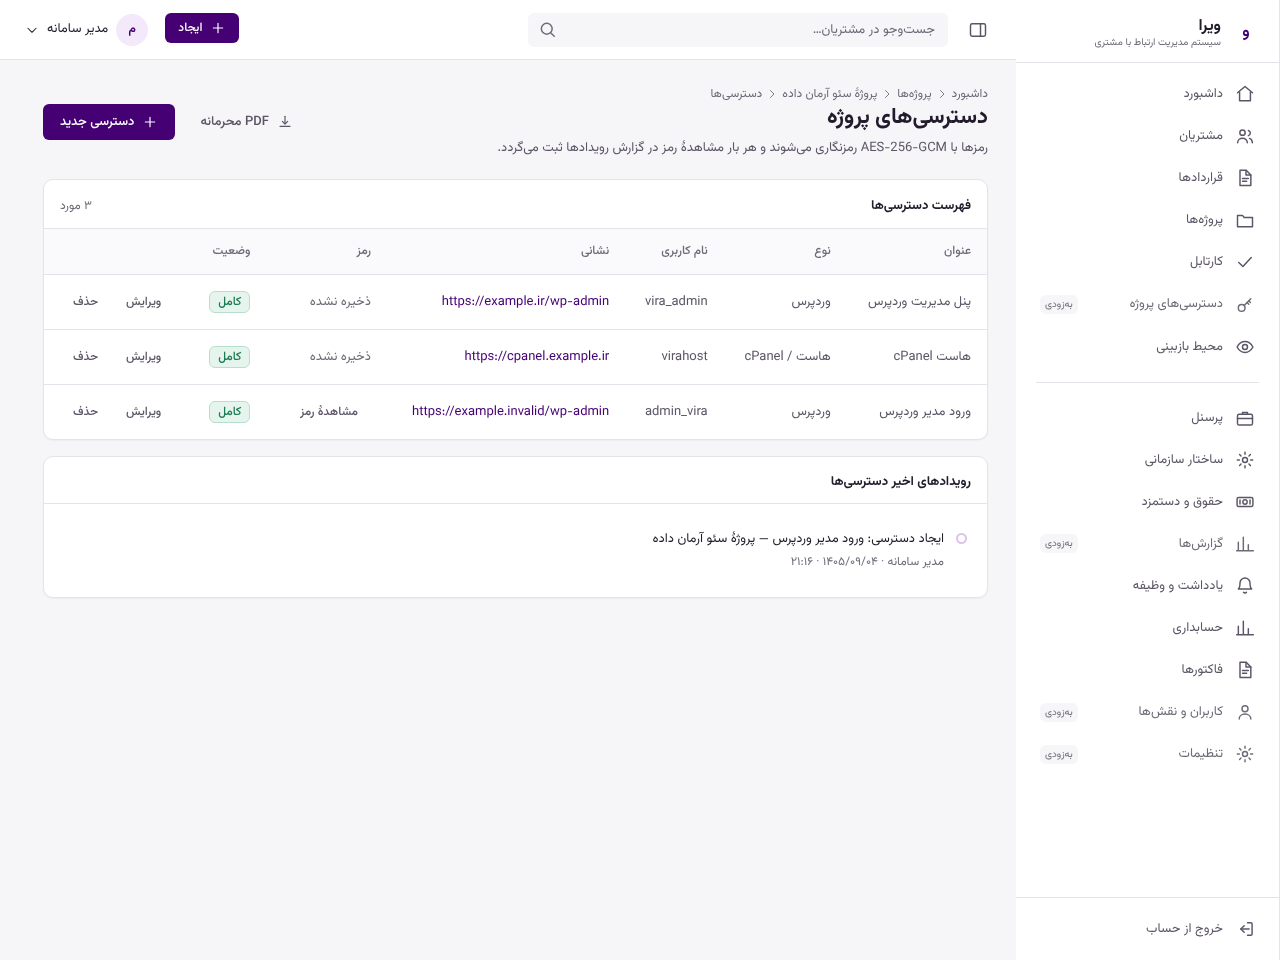 و
ویرا
سیستم مدیریت ارتباط با مشتری
جست‌وجو در مشتریان...
ایجاد
م
مدیر سامانه
داشبورد
مشتریان
قراردادها
پروژه‌ها
کارتابل
دسترسی‌های پروژه به‌زودی
محیط بازبینی
پرسنل
ساختار سازمانی
حقوق و دستمزد
گزارش‌ها به‌زودی
یادداشت و وظیفه
حسابداری
فاکتورها
کاربران و نقش‌ها به‌زودی
تنظیمات به‌زودی
خروج از حساب
داشبورد پروژه‌ها پروژهٔ سئو آرمان داده دسترسی‌ها
دسترسی‌های پروژه
رمزها با AES-256-GCM رمزنگاری می‌شوند و هر بار مشاهدهٔ رمز در گزارش رویدادها ثبت می‌گردد.
PDF محرمانه
دسترسی جدید
فهرست دسترسی‌ها ۳ مورد
عنوان نوع نام کاربری نشانی رمز وضعیت
پنل مدیریت وردپرس وردپرس vira_admin https://example.ir/wp-admin ذخیره نشده کامل ویرایش حذف
هاست cPanel هاست / cPanel virahost https://cpanel.example.ir ذخیره نشده کامل ویرایش حذف
ورود مدیر وردپرس وردپرس admin_vira https://example.invalid/wp-admin مشاهدهٔ رمز کامل ویرایش حذف
رویدادهای اخیر دسترسی‌ها
ایجاد دسترسی: ورود مدیر وردپرس — پروژهٔ سئو آرمان داده
مدیر سامانه · ۱۴۰۵/۰۹/۰۴ · ۲۱:۱۶